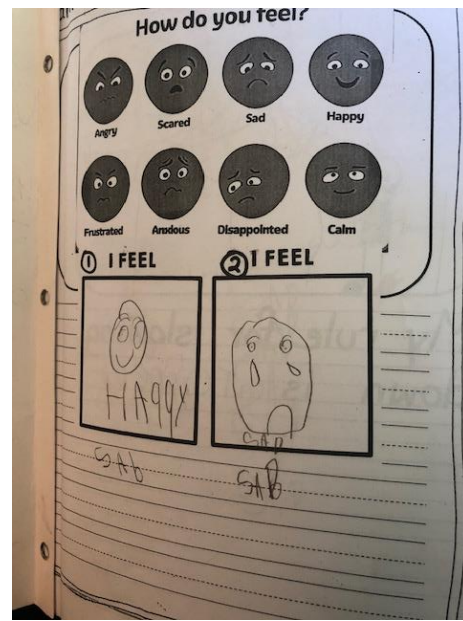 How do you feel?
Angry Scared Sad Happy
Frustrated Anxious Disappointed Calm
① I FEEL ② I FEEL
HAqqY
SAD
SAd SAD